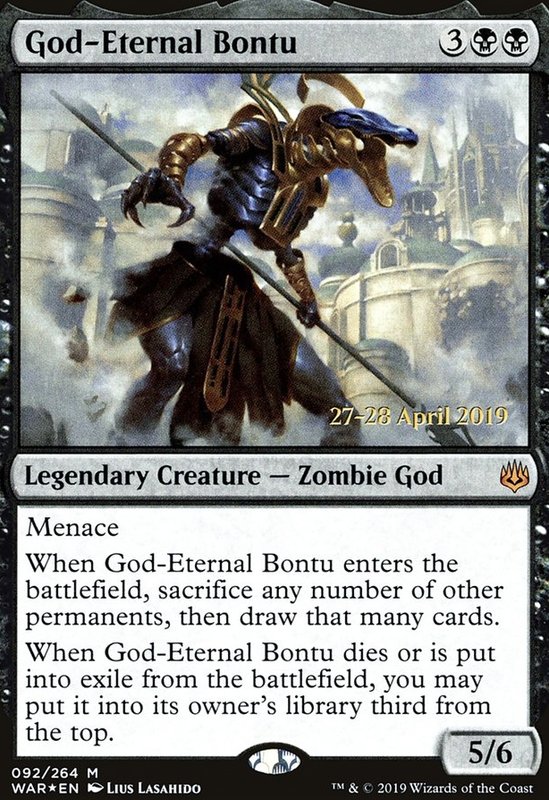 God-Eternal Bontu 3
27-28 April 2019
Legendary Creature — Zombie God
Menace
When God-Eternal Bontu enters the
battlefield, sacrifice any number of other
permanents, then draw that many cards.
When God-Eternal Bontu dies or is put
into exile from the battlefield, you may
put it into its owner's library third from
the top.
5/6
092/264 M
WAR★EN Lius Lasahido
™ & © 2019 Wizards of the Coast